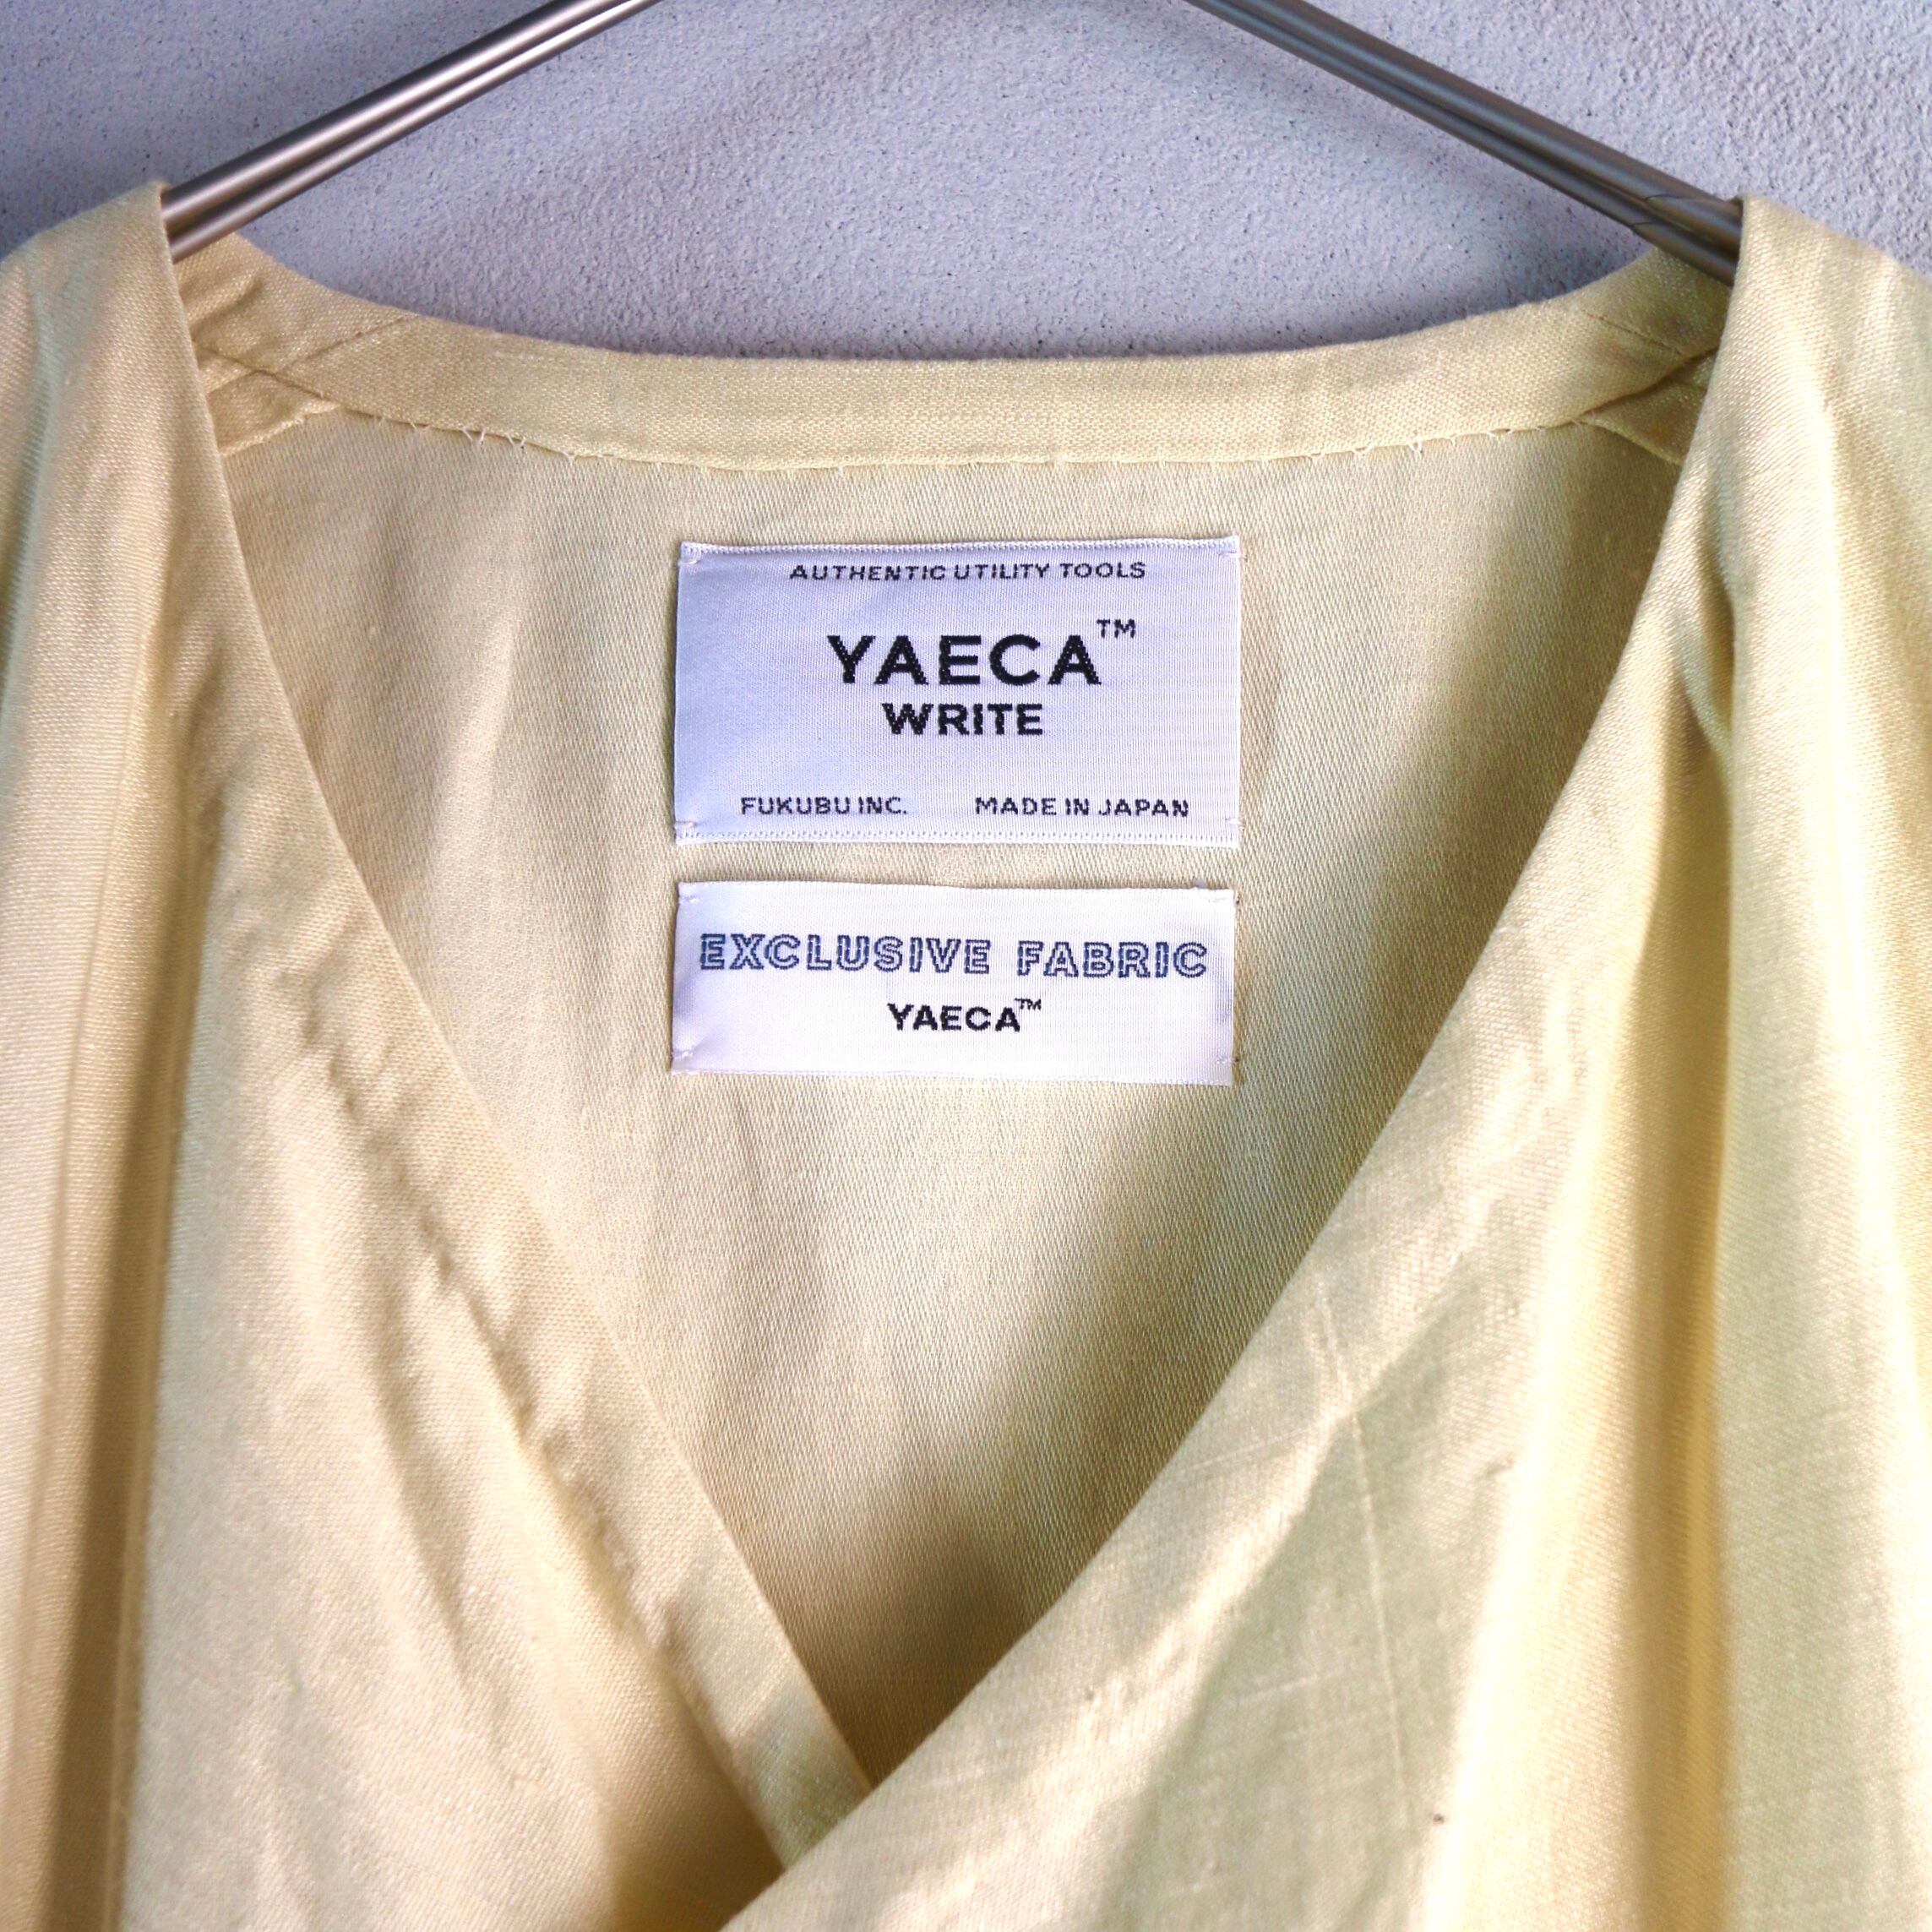 AUTHENTIC UTILITY TOOLS
YAECA™
WRITE
FUKUBU INC. MADE IN JAPAN
EXCLUSIVE FABRIC
YAECA™